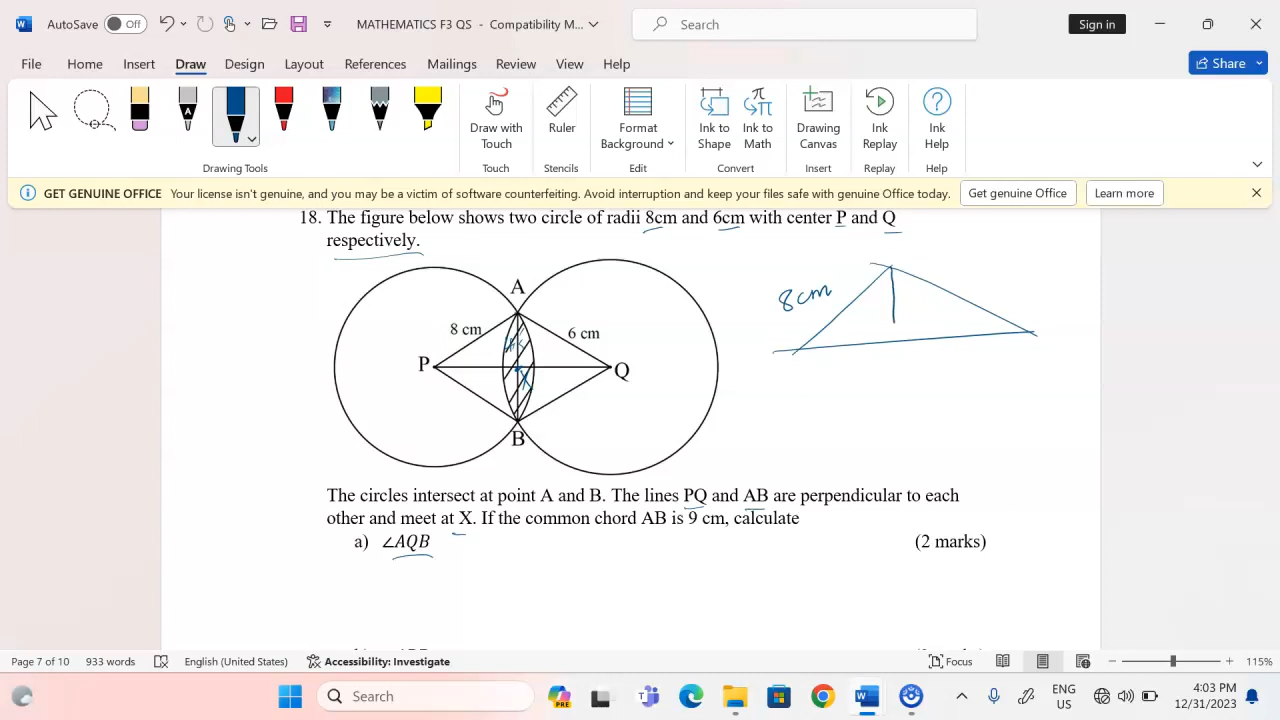 AutoSave Off MATHEMATICS F3 QS - Compatibility M... Search Sign in
File Home Insert Draw Design Layout References Mailings Review View Help Share
Draw with Touch
Ruler
Format Background
Ink to Shape
Ink to Math
Drawing Canvas
Ink Replay
Ink Help
Drawing Tools Touch Stencils Edit Convert Insert Replay Help
GET GENUINE OFFICE Your license isn't genuine, and you may be a victim of software counterfeiting. Avoid interruption and keep your files safe with genuine Office today. Get genuine Office Learn more
18. The figure below shows two circle of radii 8cm and 6cm with center P and Q
respectively.
A
8cm
8 cm 6 cm
P X Q
B
The circles intersect at point A and B. The lines PQ and AB are perpendicular to each
other and meet at X. If the common chord AB is 9 cm, calculate
a) ∠AQB (2 marks)
Page 7 of 10 933 words English (United States) Accessibility: Investigate Focus 115%
Search PRE ENG US 4:03 PM 12/31/2023